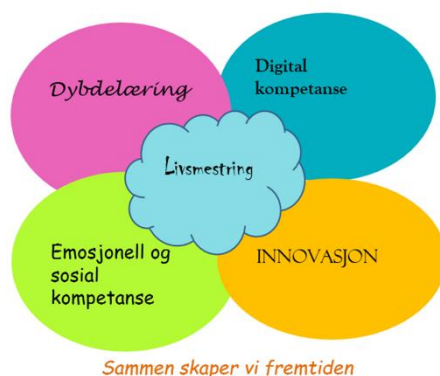 Dybdelæring
Digital
kompetanse
Livsmestring
Emosjonell og
sosial
kompetanse
INNOVASJON
Sammen skaper vi fremtiden